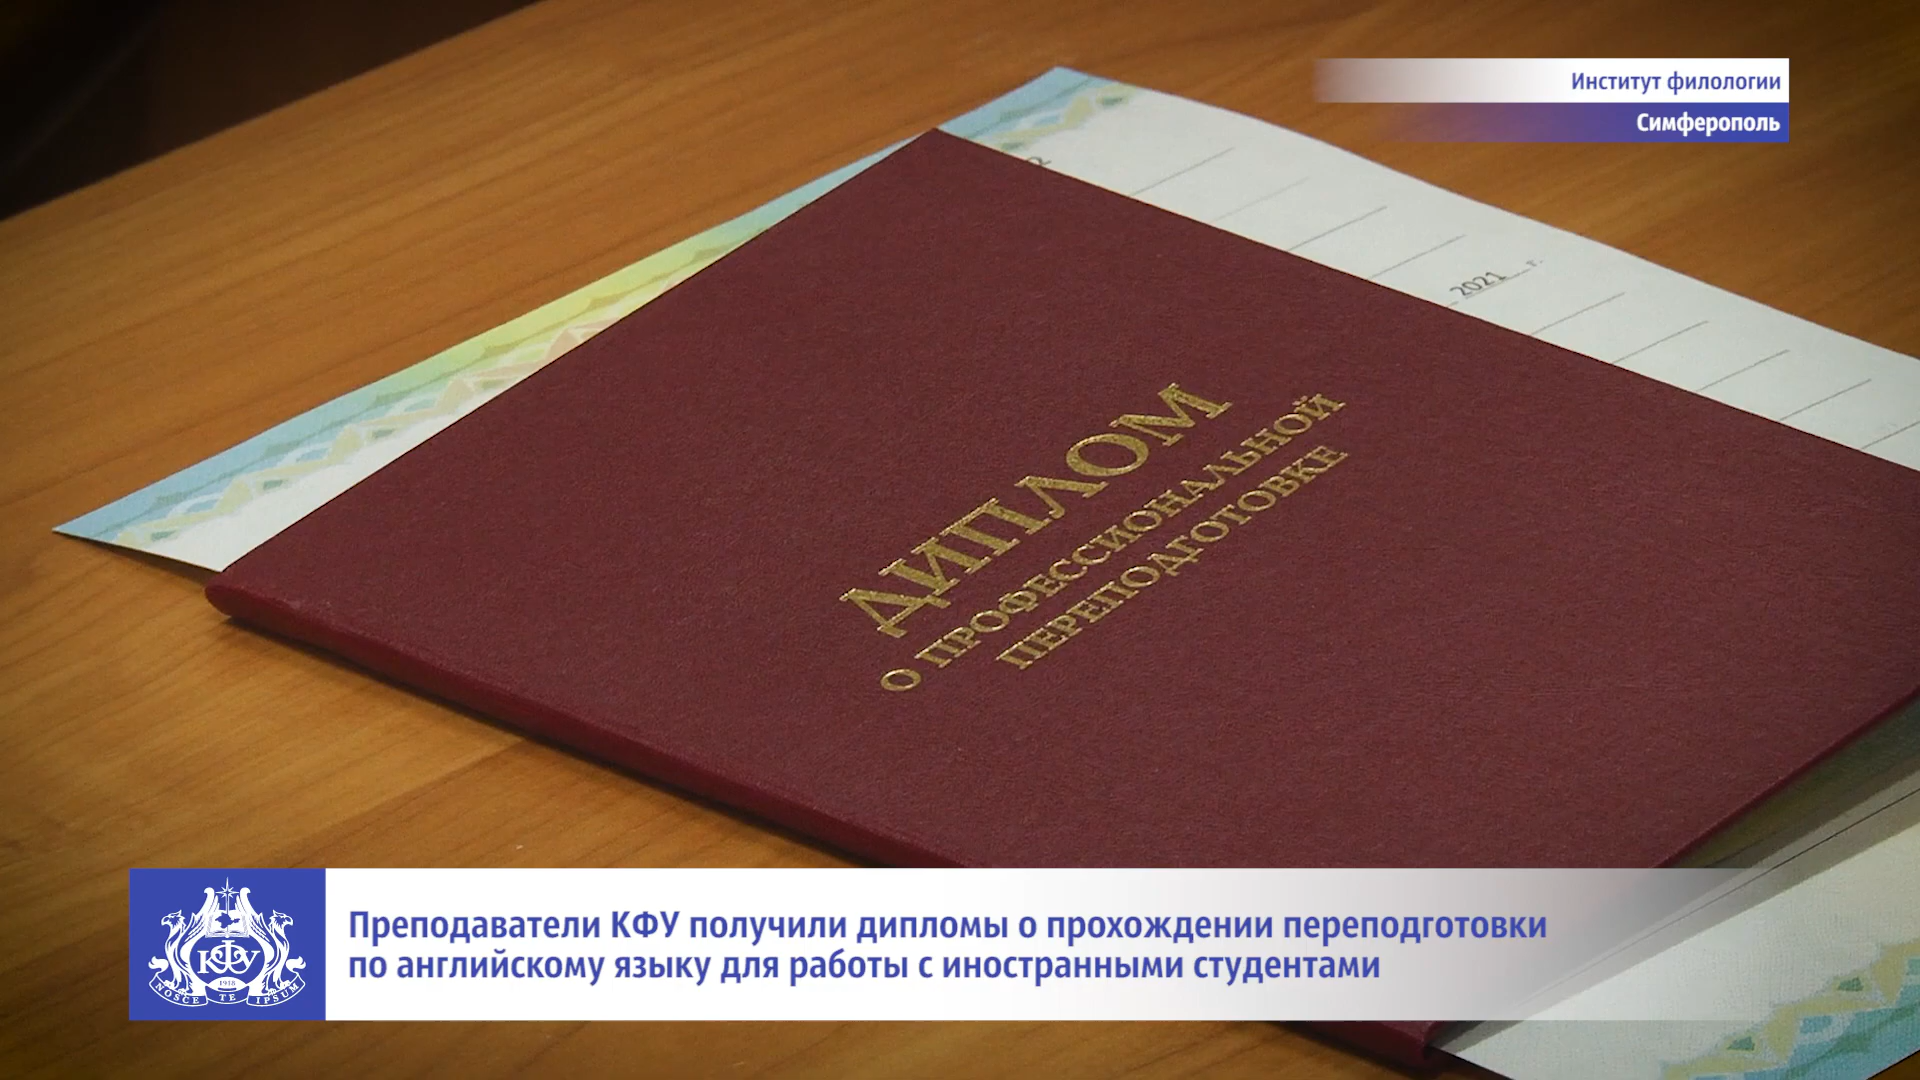 Институт филологии
Симферополь
2021 г.
ДИПЛОМ
О ПРОФЕССИОНАЛЬНОЙ
ПЕРЕПОДГОТОВКЕ
Преподаватели КФУ получили дипломы о прохождении переподготовки
по английскому языку для работы с иностранными студентами
КФУ
1918
NOSCE TE IPSUM